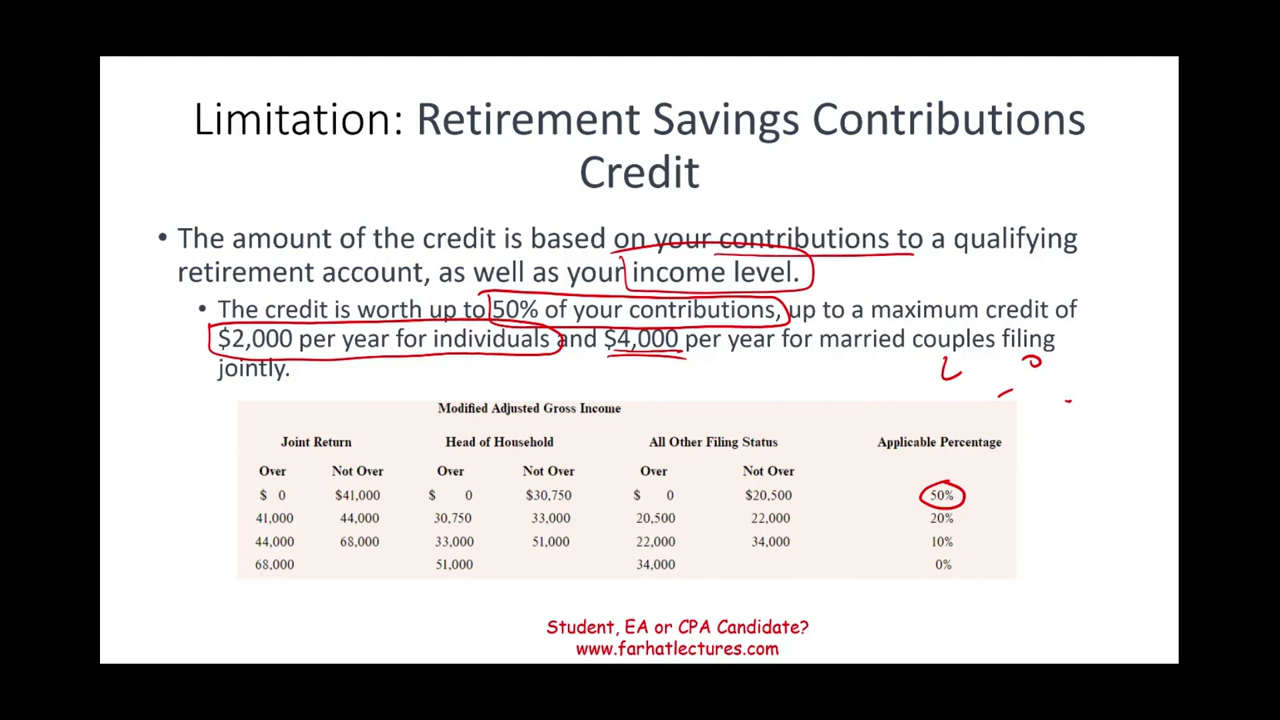 Limitation: Retirement Savings Contributions
Credit
• The amount of the credit is based on your contributions to a qualifying
retirement account, as well as your income level.
• The credit is worth up to 50% of your contributions, up to a maximum credit of
$2,000 per year for individuals and $4,000 per year for married couples filing
jointly.
Modified Adjusted Gross Income
Joint Return Head of Household All Other Filing Status Applicable Percentage
Over Not Over Over Not Over Over Not Over
$ 0 $41,000 $ 0 $30,750 $ 0 $20,500 50%
41,000 44,000 30,750 33,000 20,500 22,000 20%
44,000 68,000 33,000 51,000 22,000 34,000 10%
68,000 51,000 34,000 0%
Student, EA or CPA Candidate?
www.farhatlectures.com